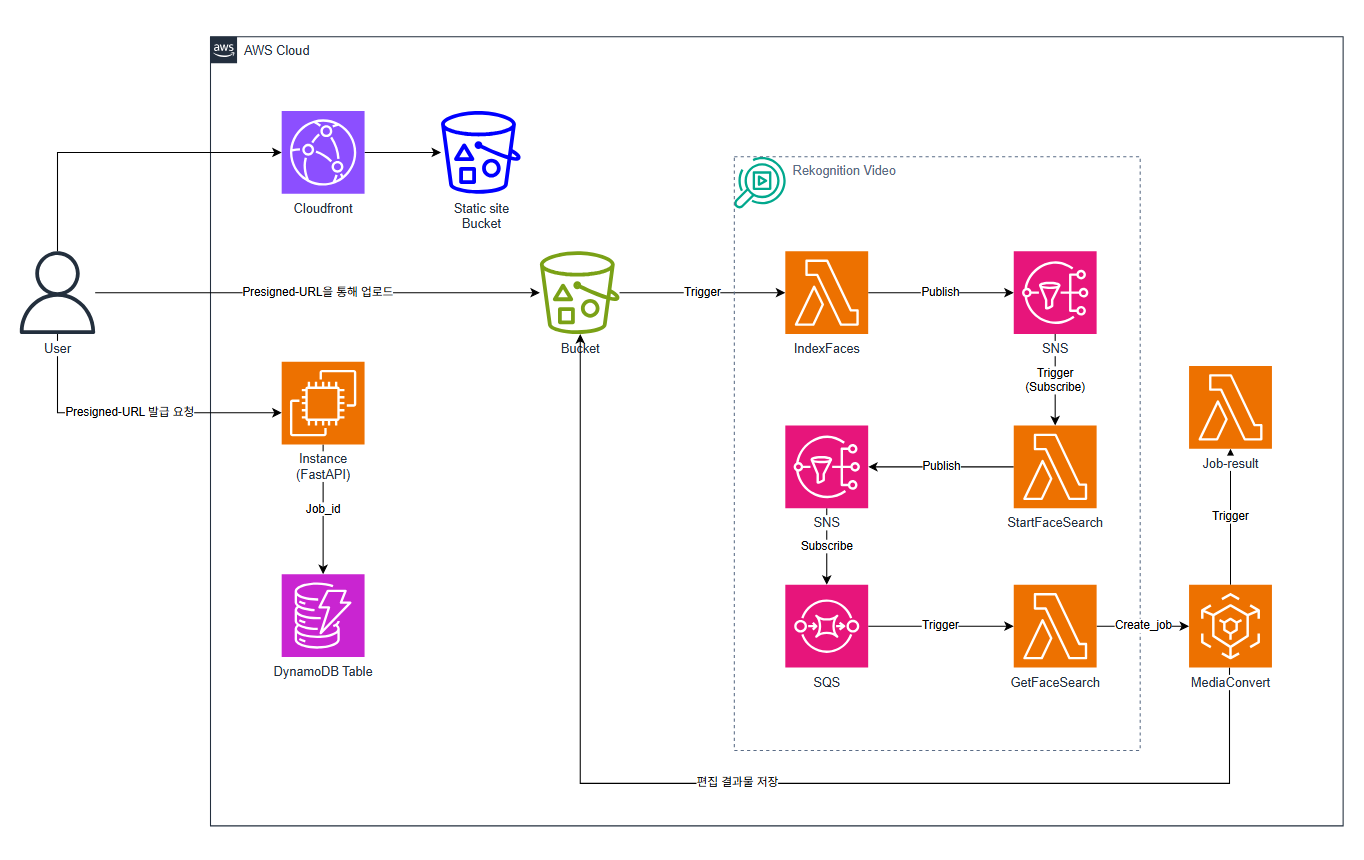 aws
AWS Cloud
Cloudfront
Static site
Bucket
Rekognition Video
User
Presigned-URL을 통해 업로드
Bucket
Trigger
IndexFaces
Publish
SNS
Trigger
(Subscribe)
Presigned-URL 발급 요청
Instance
(FastAPI)
Job_id
DynamoDB Table
SNS
Publish
StartFaceSearch
Subscribe
SQS
Trigger
GetFaceSearch
Create_job
MediaConvert
Trigger
Job-result
편집 결과물 저장